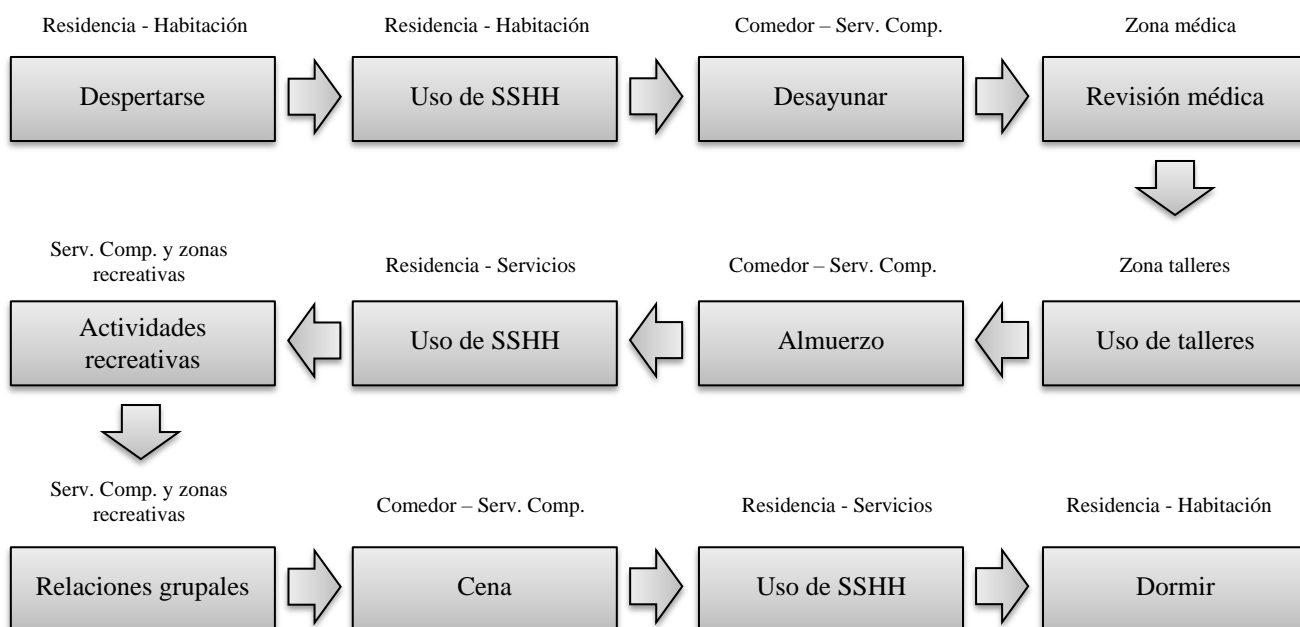 Residencia - Habitación
Despertarse
Residencia - Habitación
Uso de SSHH
Comedor – Serv. Comp.
Desayunar
Zona médica
Revisión médica
Zona talleres
Uso de talleres
Comedor – Serv. Comp.
Almuerzo
Residencia - Servicios
Uso de SSHH
Serv. Comp. y zonas
recreativas
Actividades
recreativas
Serv. Comp. y zonas
recreativas
Relaciones grupales
Comedor – Serv. Comp.
Cena
Residencia - Servicios
Uso de SSHH
Residencia - Habitación
Dormir